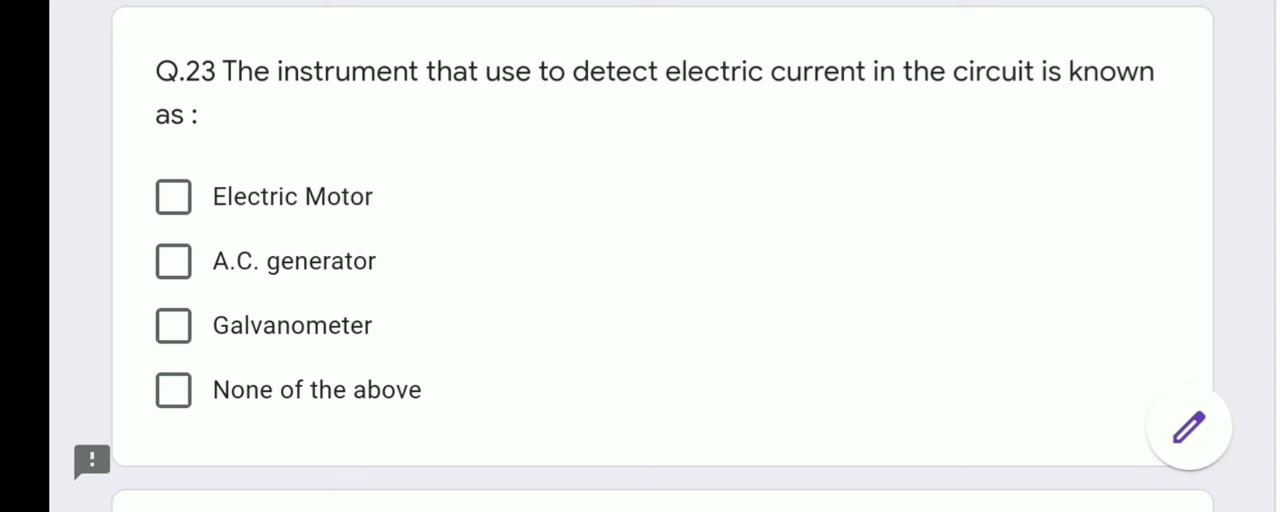 Q.23 The instrument that use to detect electric current in the circuit is known
as :
Electric Motor
A.C. generator
Galvanometer
None of the above